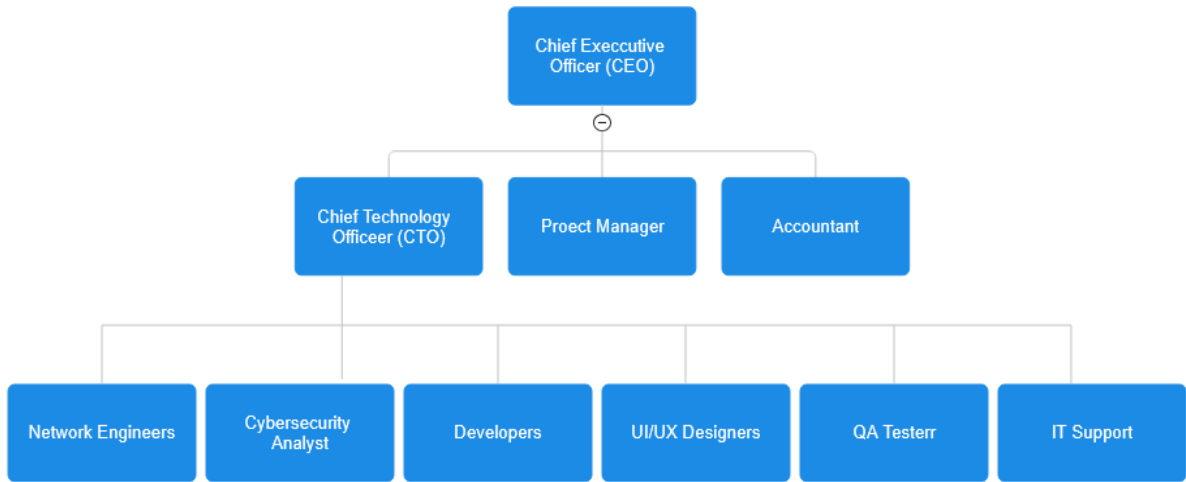 Chief Execcutive
Officer (CEO)
Chief Technology
Officeer (CTO)
Proect Manager
Accountant
Network Engineers
Cybersecurity
Analyst
Developers
UI/UX Designers
QA Testerr
IT Support